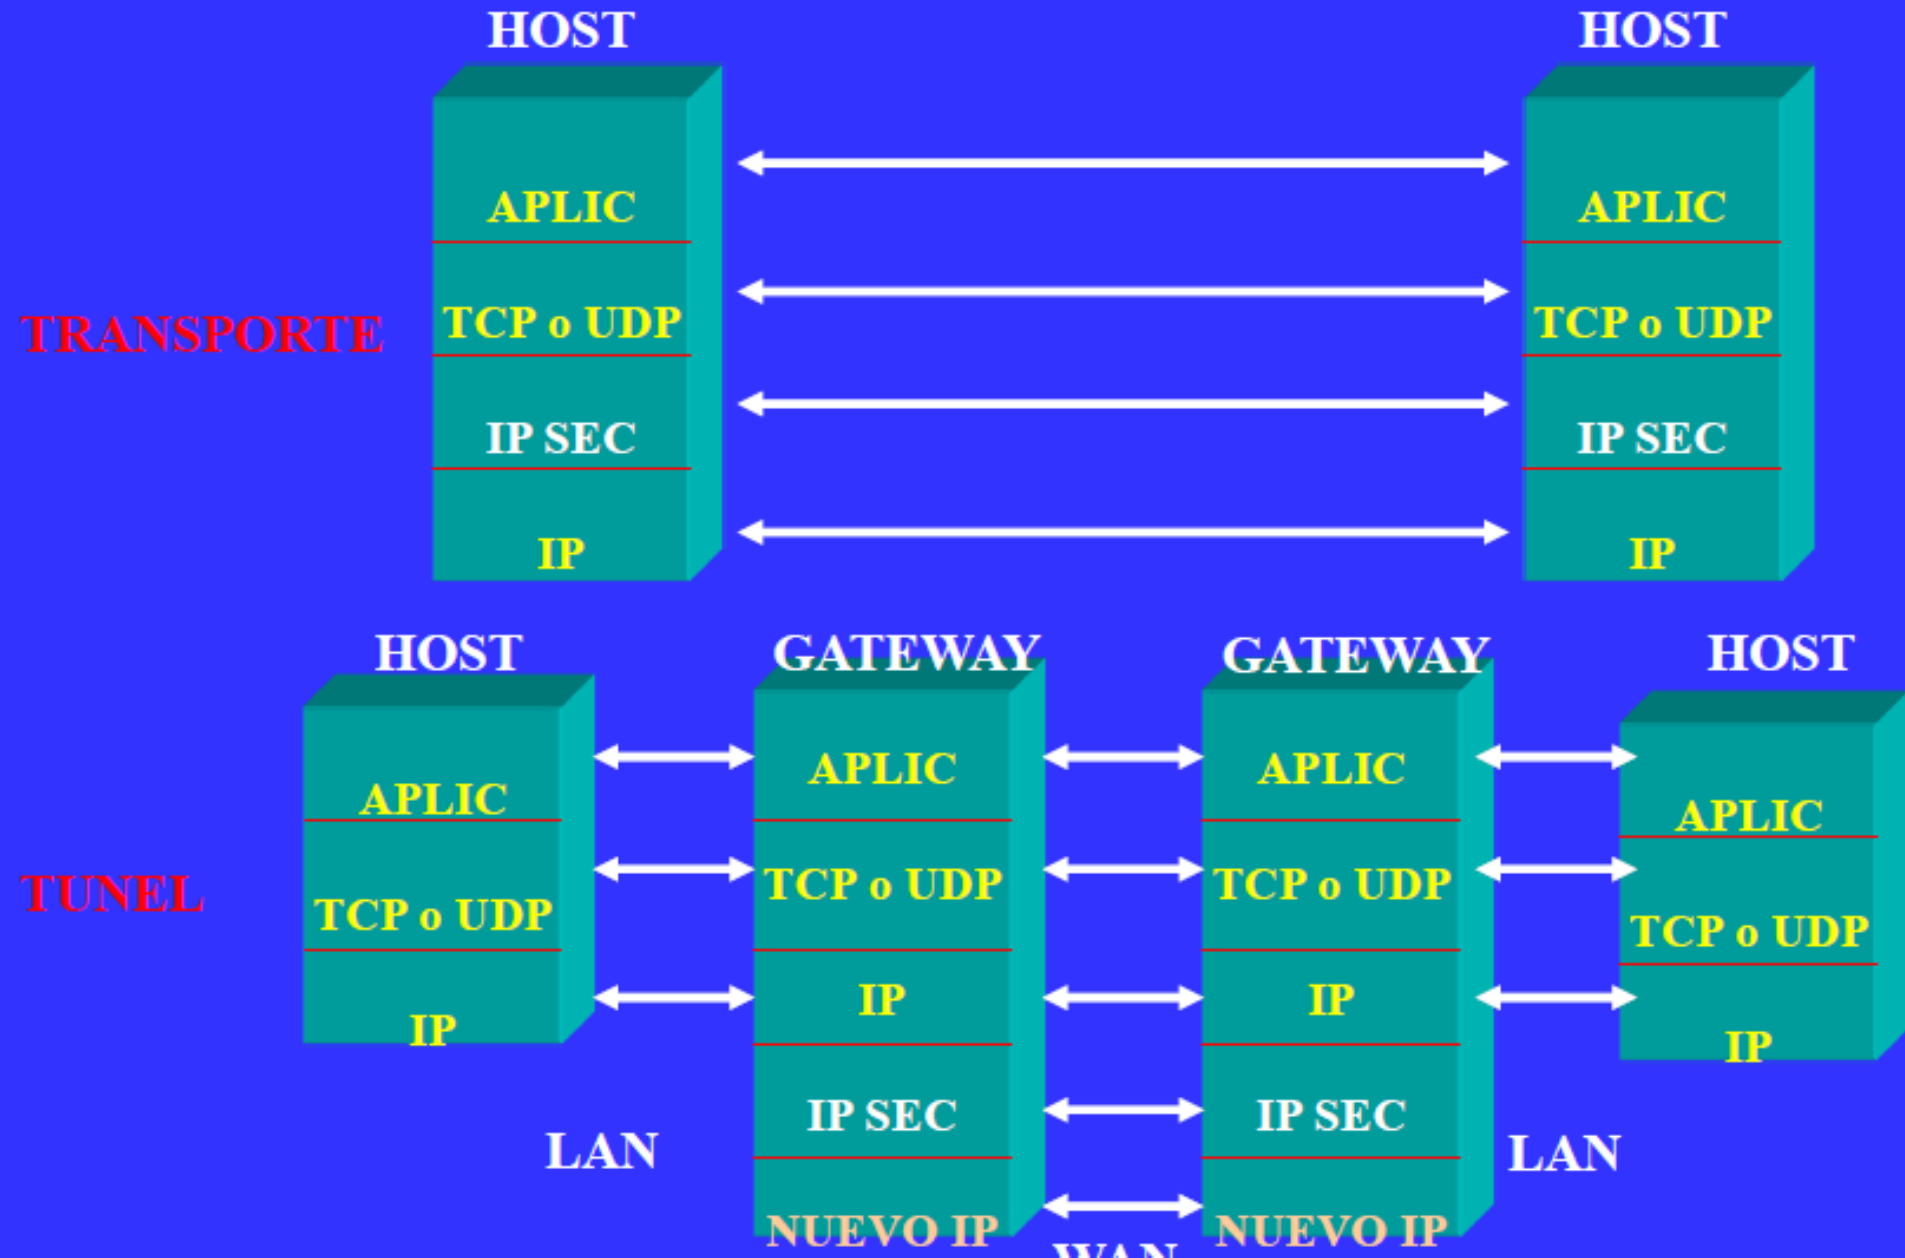 HOST HOST
APLIC APLIC
TRANSPORTE
TCP o UDP TCP o UDP
IP SEC IP SEC
IP IP
HOST GATEWAY GATEWAY HOST
APLIC APLIC APLIC APLIC
TUNEL
TCP o UDP TCP o UDP TCP o UDP TCP o UDP
IP IP IP IP
IP SEC IP SEC
LAN LAN
NUEVO IP NUEVO IP
WAN